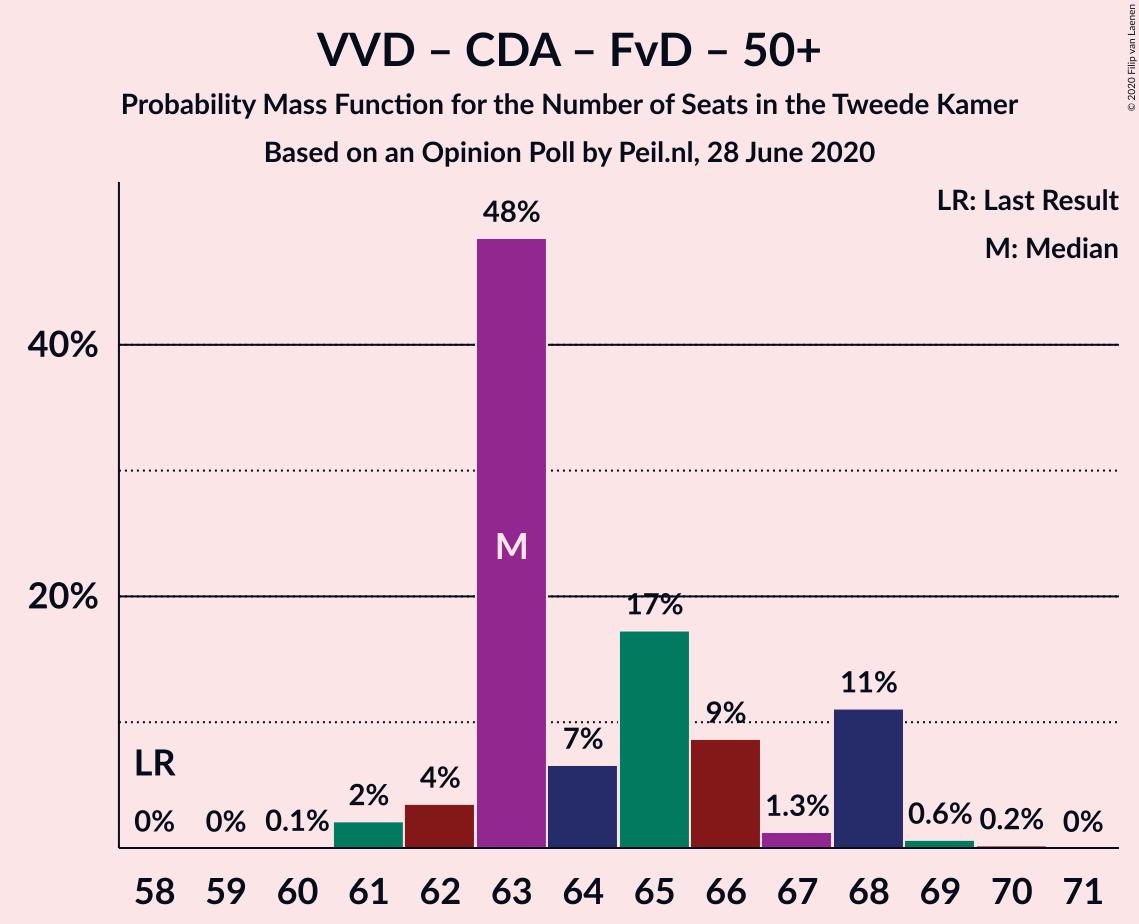 VVD – CDA – FvD – 50+
Probability Mass Function for the Number of Seats in the Tweede Kamer
Based on an Opinion Poll by Peil.nl, 28 June 2020
© 2020 Filip van Laenen
LR: Last Result
M: Median
48%
40%
M
20%
17%
11%
9%
7%
LR
4%
2%
1.3%
0% 0% 0.1% 0.6% 0.2% 0%
58 59 60 61 62 63 64 65 66 67 68 69 70 71